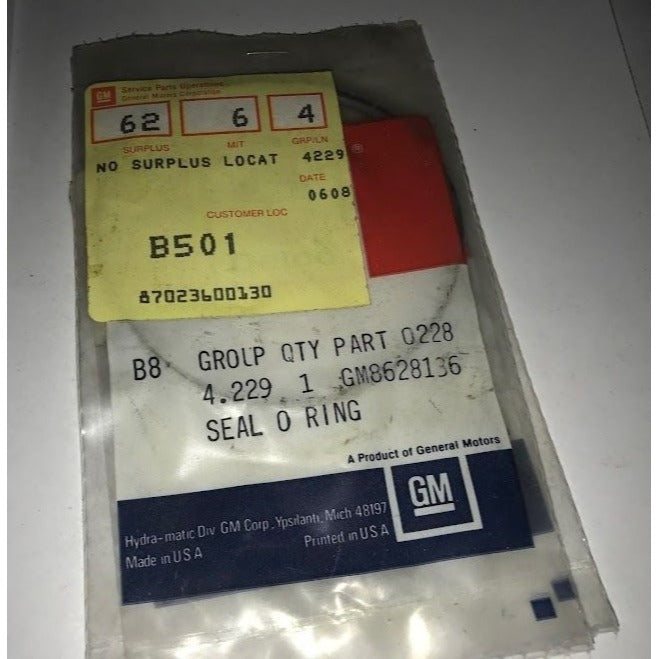 GM Service Parts Operations
General Motors Corporation
62 6 4
SURPLUS MIT GRP/LN
NO SURPLUS LOCAT 4229
DATE
0608
CUSTOMER LOC
B501
87023600130
®
B8 GROLP QTY PART 0228
4.229 1 GM8628136
SEAL O RING
A Product of General Motors
GM
Hydra-matic Div GM Corp., Ypsilanti, Mich 48197
Made in USA Printed in USA